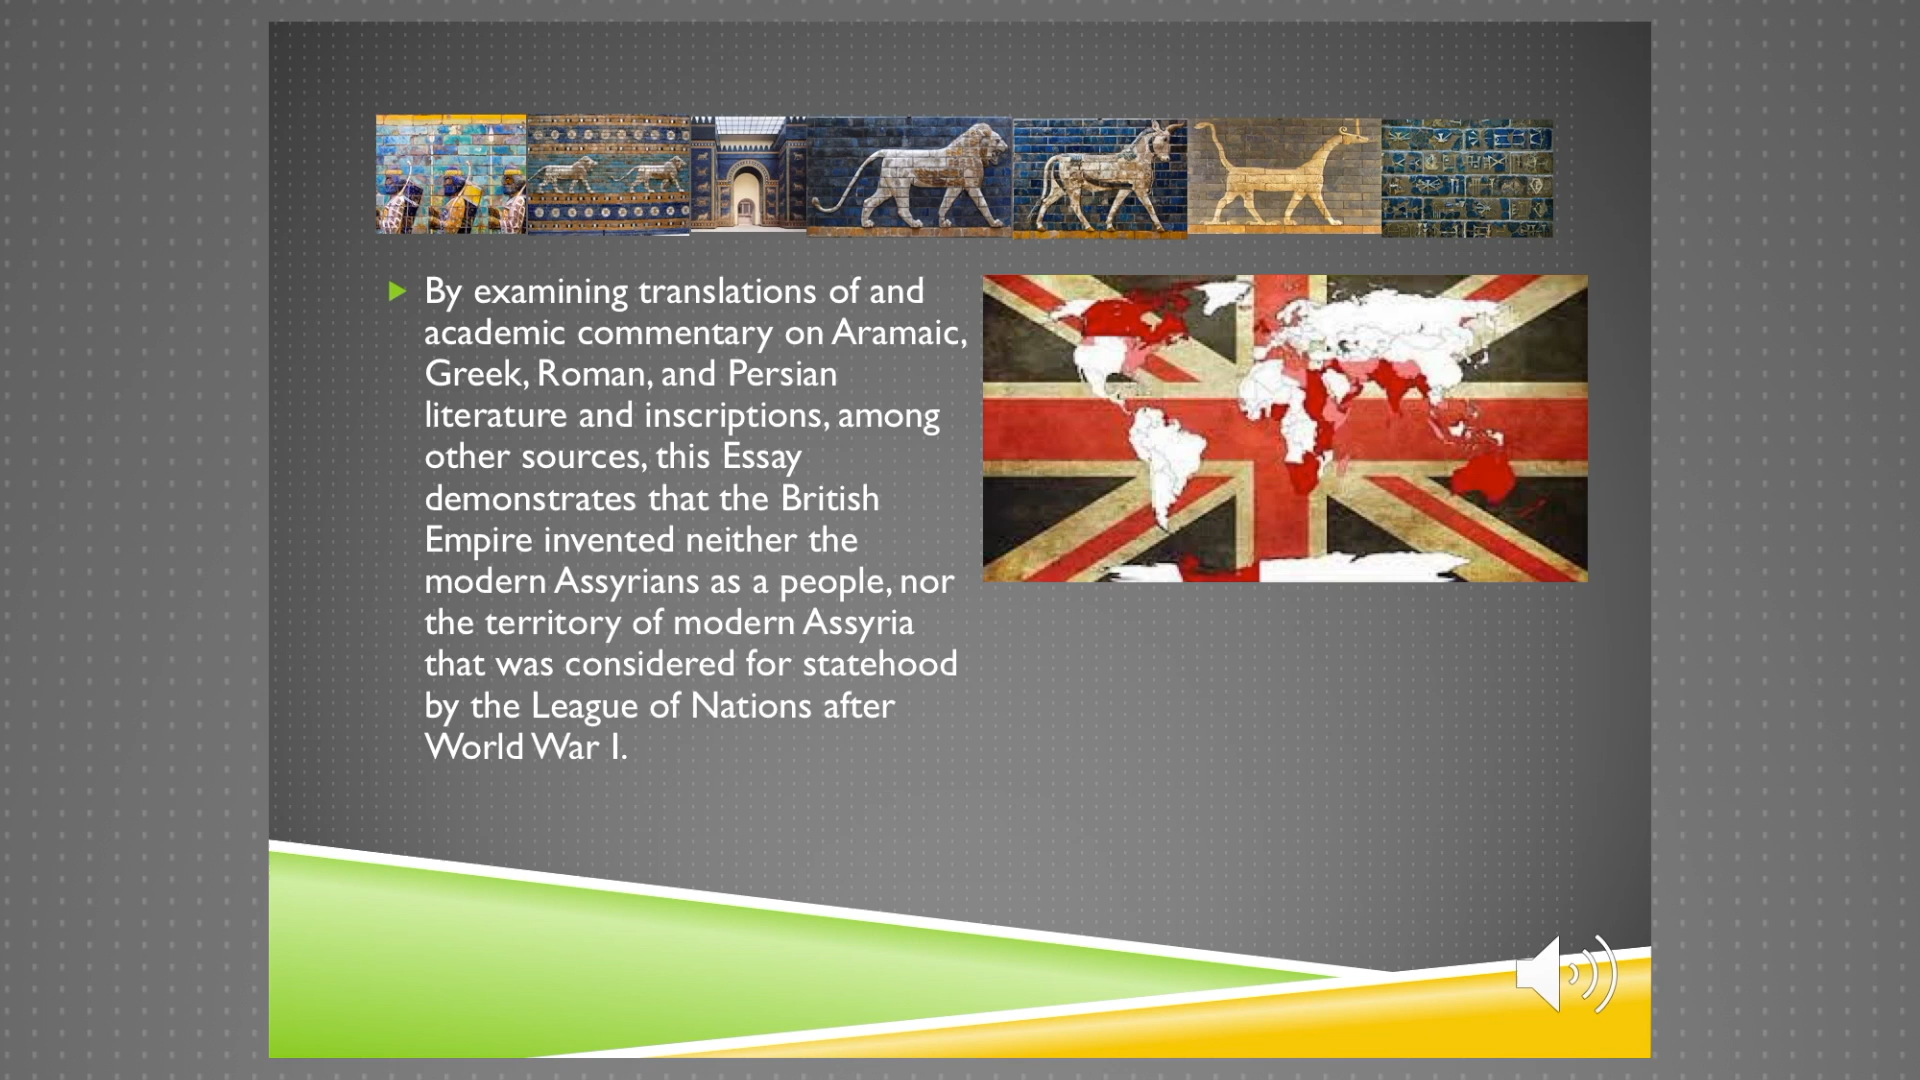 By examining translations of and
academic commentary on Aramaic,
Greek, Roman, and Persian
literature and inscriptions, among
other sources, this Essay
demonstrates that the British
Empire invented neither the
modern Assyrians as a people, nor
the territory of modern Assyria
that was considered for statehood
by the League of Nations after
World War I.